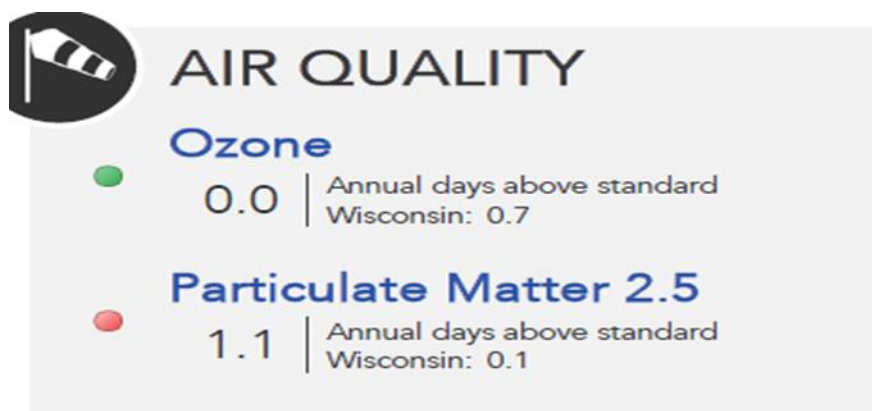 AIR QUALITY
Ozone
0.0
Annual days above standard
Wisconsin: 0.7
Particulate Matter 2.5
1.1
Annual days above standard
Wisconsin: 0.1